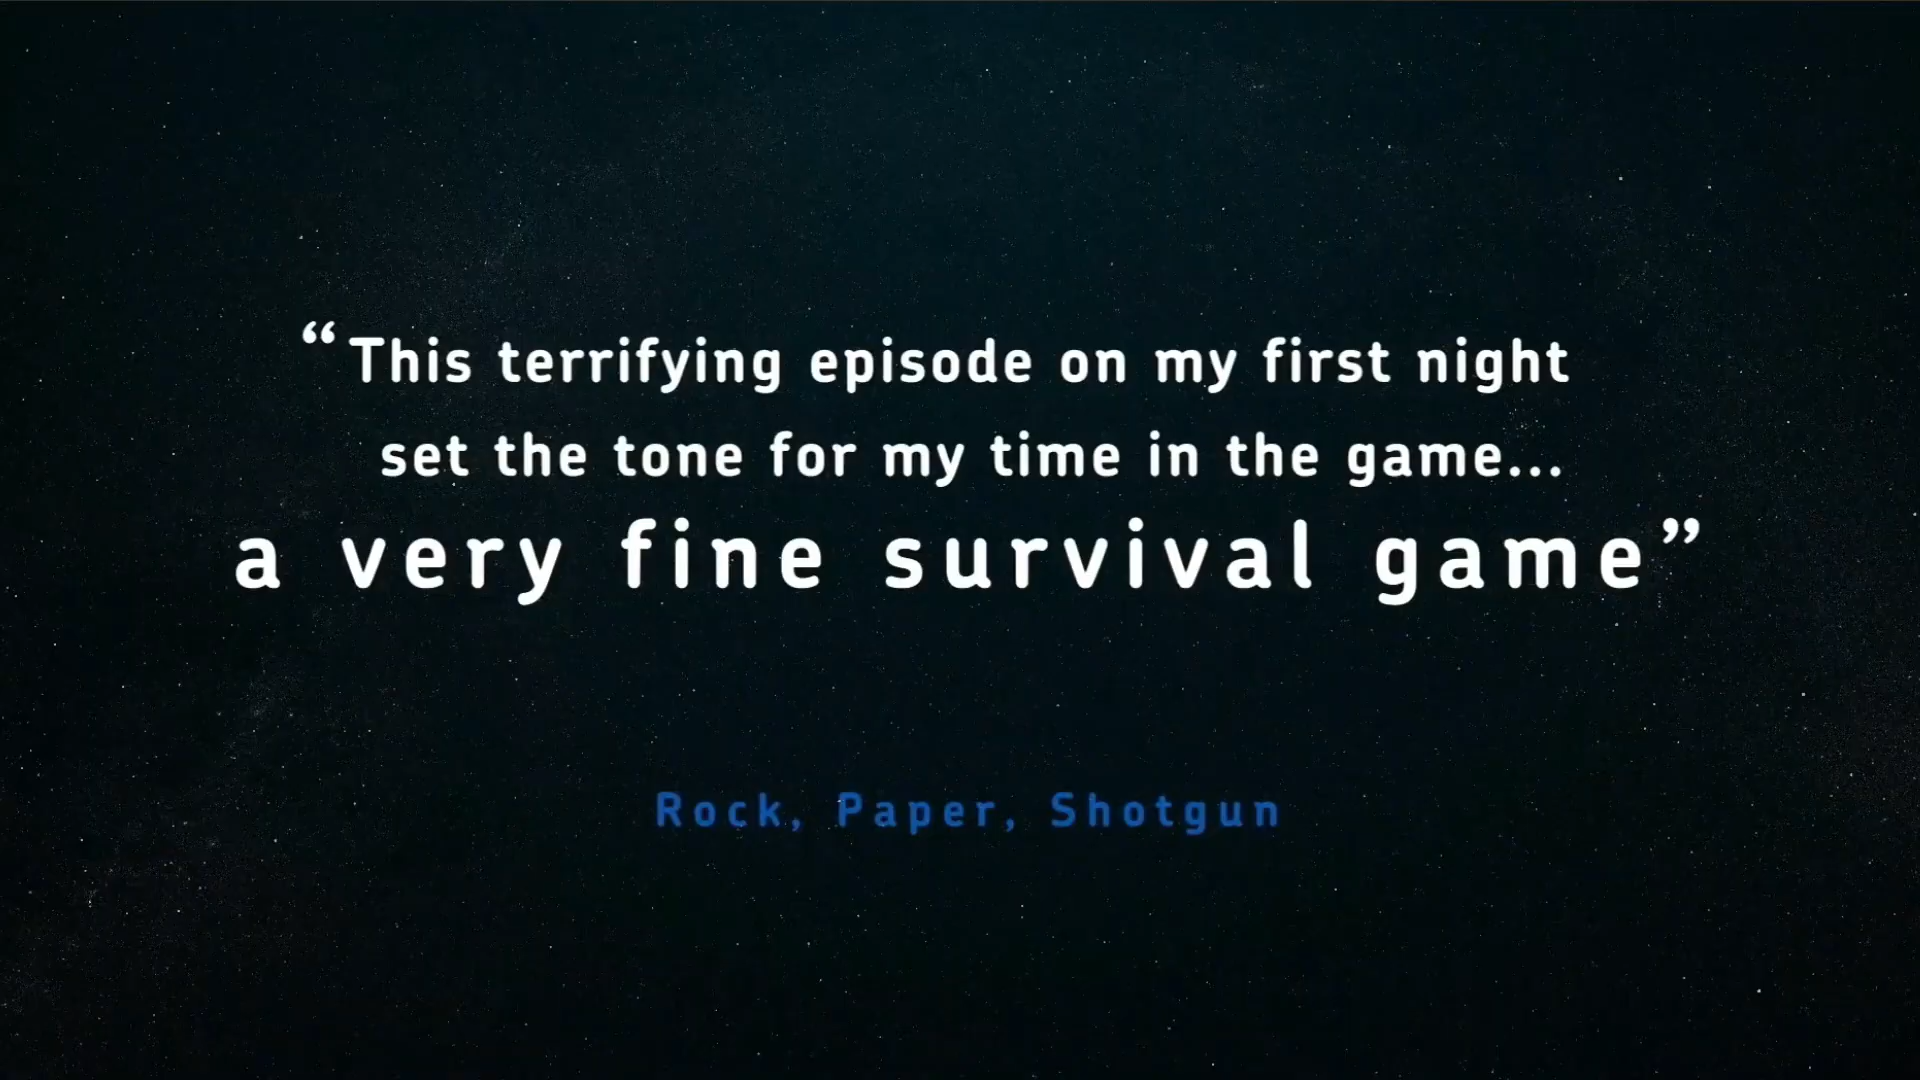 “This terrifying episode on my first night
set the tone for my time in the game...
a very fine survival game”
Rock, Paper, Shotgun